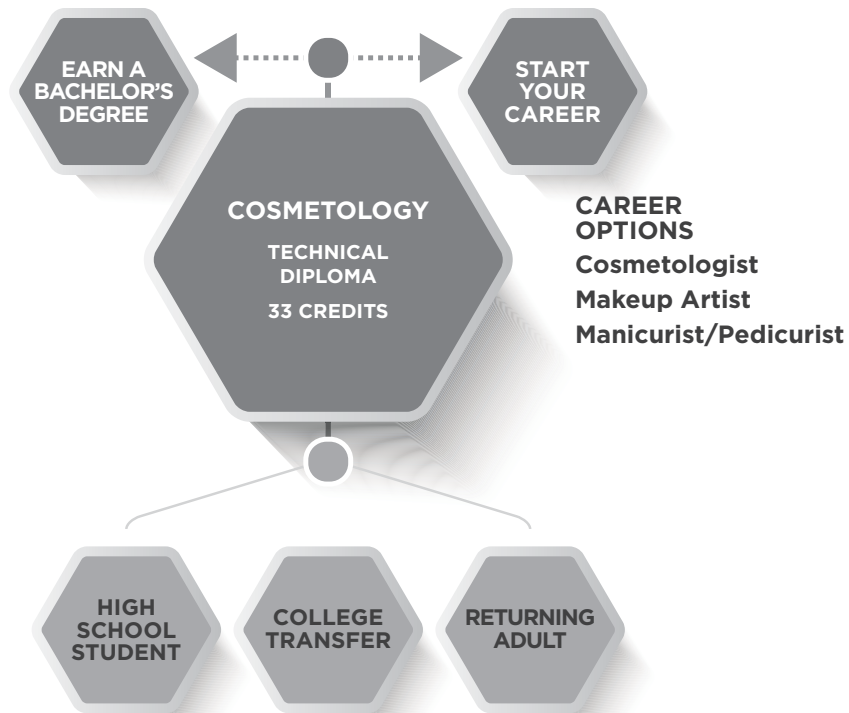 EARN A
BACHELOR'S
DEGREE
START
YOUR
CAREER
COSMETOLOGY
TECHNICAL
DIPLOMA
33 CREDITS
CAREER
OPTIONS
Cosmetologist
Makeup Artist
Manicurist/Pedicurist
HIGH
SCHOOL
STUDENT
COLLEGE
TRANSFER
RETURNING
ADULT